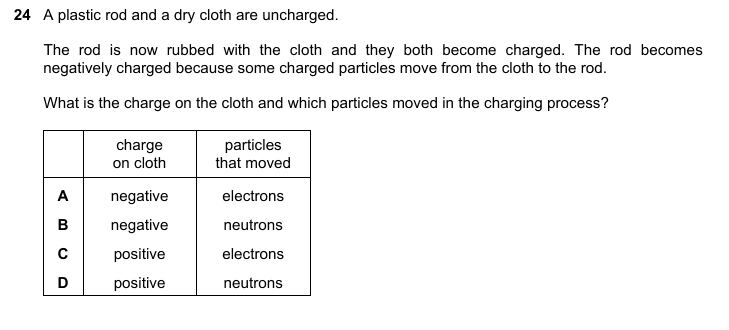 24 A plastic rod and a dry cloth are uncharged.
The rod is now rubbed with the cloth and they both become charged. The rod becomes
negatively charged because some charged particles move from the cloth to the rod.
What is the charge on the cloth and which particles moved in the charging process?
charge on cloth particles that moved
A negative electrons
B negative neutrons
C positive electrons
D positive neutrons